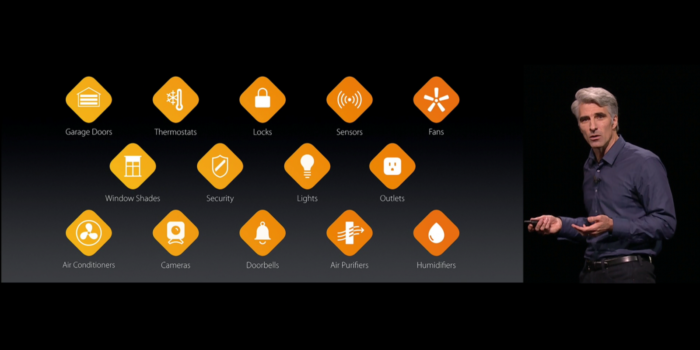 Garage Doors
Thermostats
Locks
Sensors
Fans
Window Shades
Security
Lights
Outlets
Air Conditioners
Cameras
Doorbells
Air Purifiers
Humidifiers